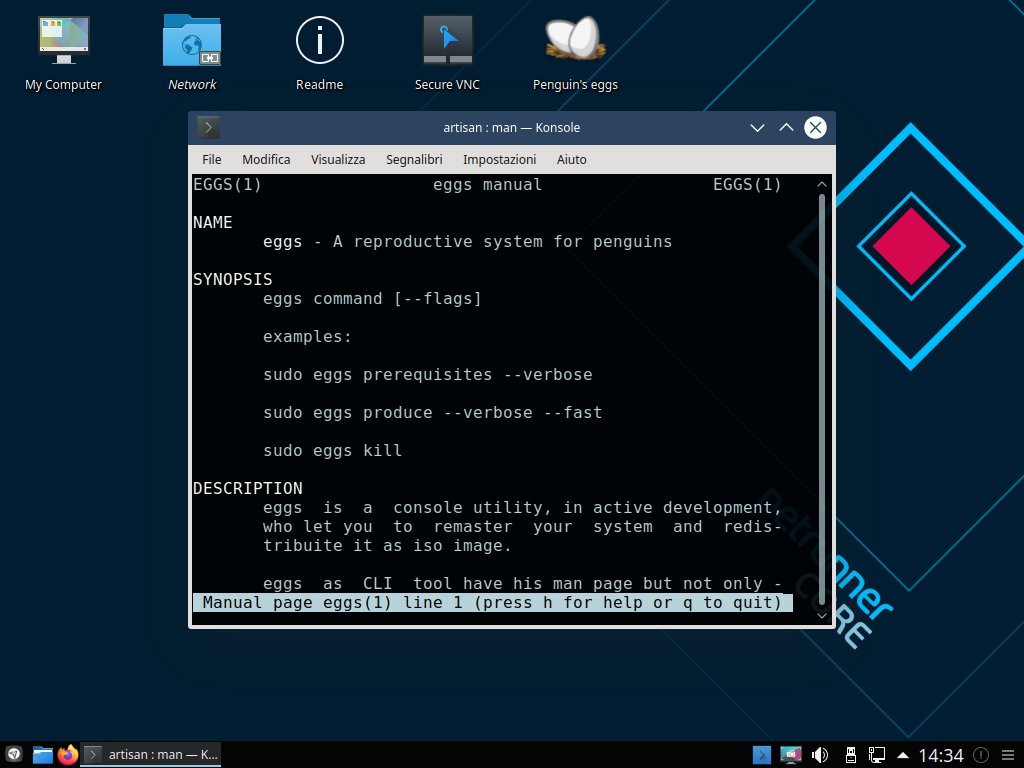 My Computer
Network
Readme
Secure VNC
Penguin's eggs
artisan : man — Konsole
File Modifica Visualizza Segnalibri Impostazioni Aiuto
EGGS(1) eggs manual EGGS(1)
NAME
eggs - A reproductive system for penguins
SYNOPSIS
eggs command [--flags]
examples:
sudo eggs prerequisites --verbose
sudo eggs produce --verbose --fast
sudo eggs kill
DESCRIPTION
eggs is a console utility, in active development,
who let you to remaster your system and redis-
tribuite it as iso image.
eggs as CLI tool have his man page but not only -
Manual page eggs(1) line 1 (press h for help or q to quit)
netrunner
CORE
artisan : man — K...
14:34